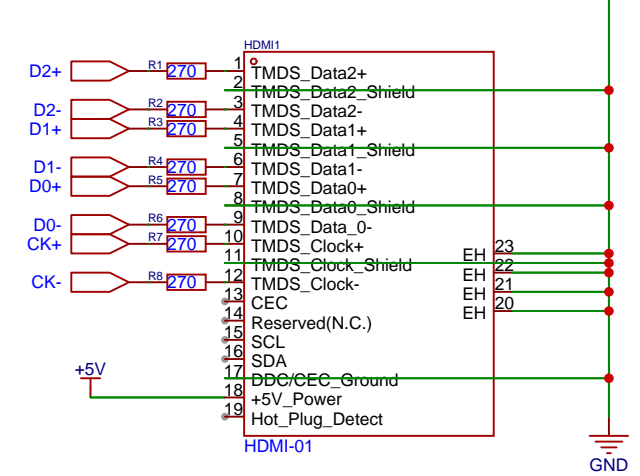 HDMI1
D2+ R1 270 1 TMDS_Data2+
2 TMDS_Data2_Shield
D2- R2 270 3 TMDS_Data2-
D1+ R3 270 4 TMDS_Data1+
5 TMDS_Data1_Shield
D1- R4 270 6 TMDS_Data1-
D0+ R5 270 7 TMDS_Data0+
8 TMDS_Data0_Shield
D0- R6 270 9 TMDS_Data_0-
CK+ R7 270 10 TMDS_Clock+
EH 23
11 TMDS_Clock_Shield
EH 22
CK- R8 270 12 TMDS_Clock-
EH 21
13 CEC
EH 20
14 Reserved(N.C.)
15 SCL
16 SDA
+5V
17 DDC/CEC_Ground
18 +5V_Power
19 Hot_Plug_Detect
HDMI-01
GND